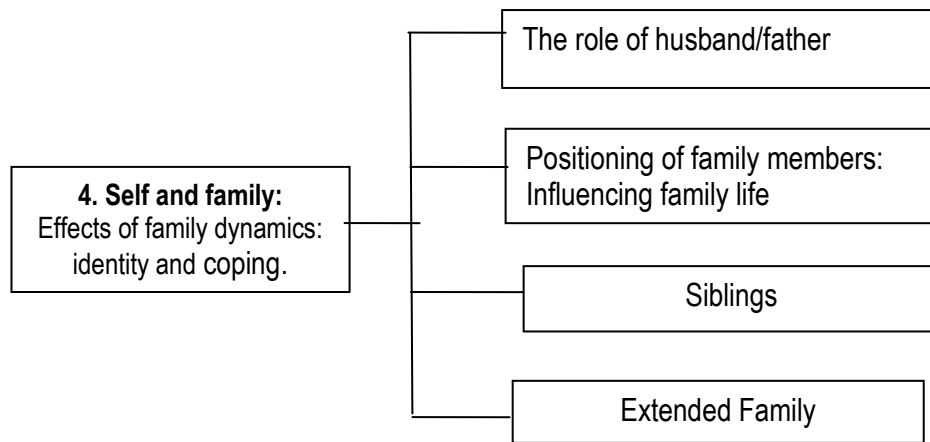 The role of husband/father
Positioning of family members:
Influencing family life
4. Self and family:
Effects of family dynamics:
identity and coping.
Siblings
Extended Family